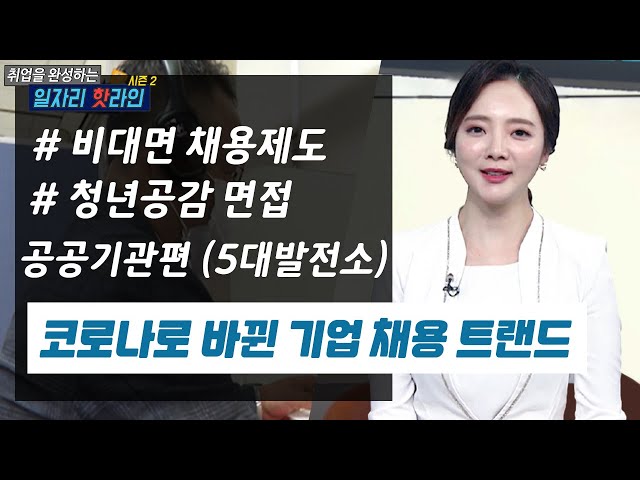 취업을 완성하는
시즌 2
일자리 핫라인
# 비대면 채용제도
# 청년공감 면접
공공기관편 (5대발전소)
코로나로 바뀐 기업 채용 트랜드